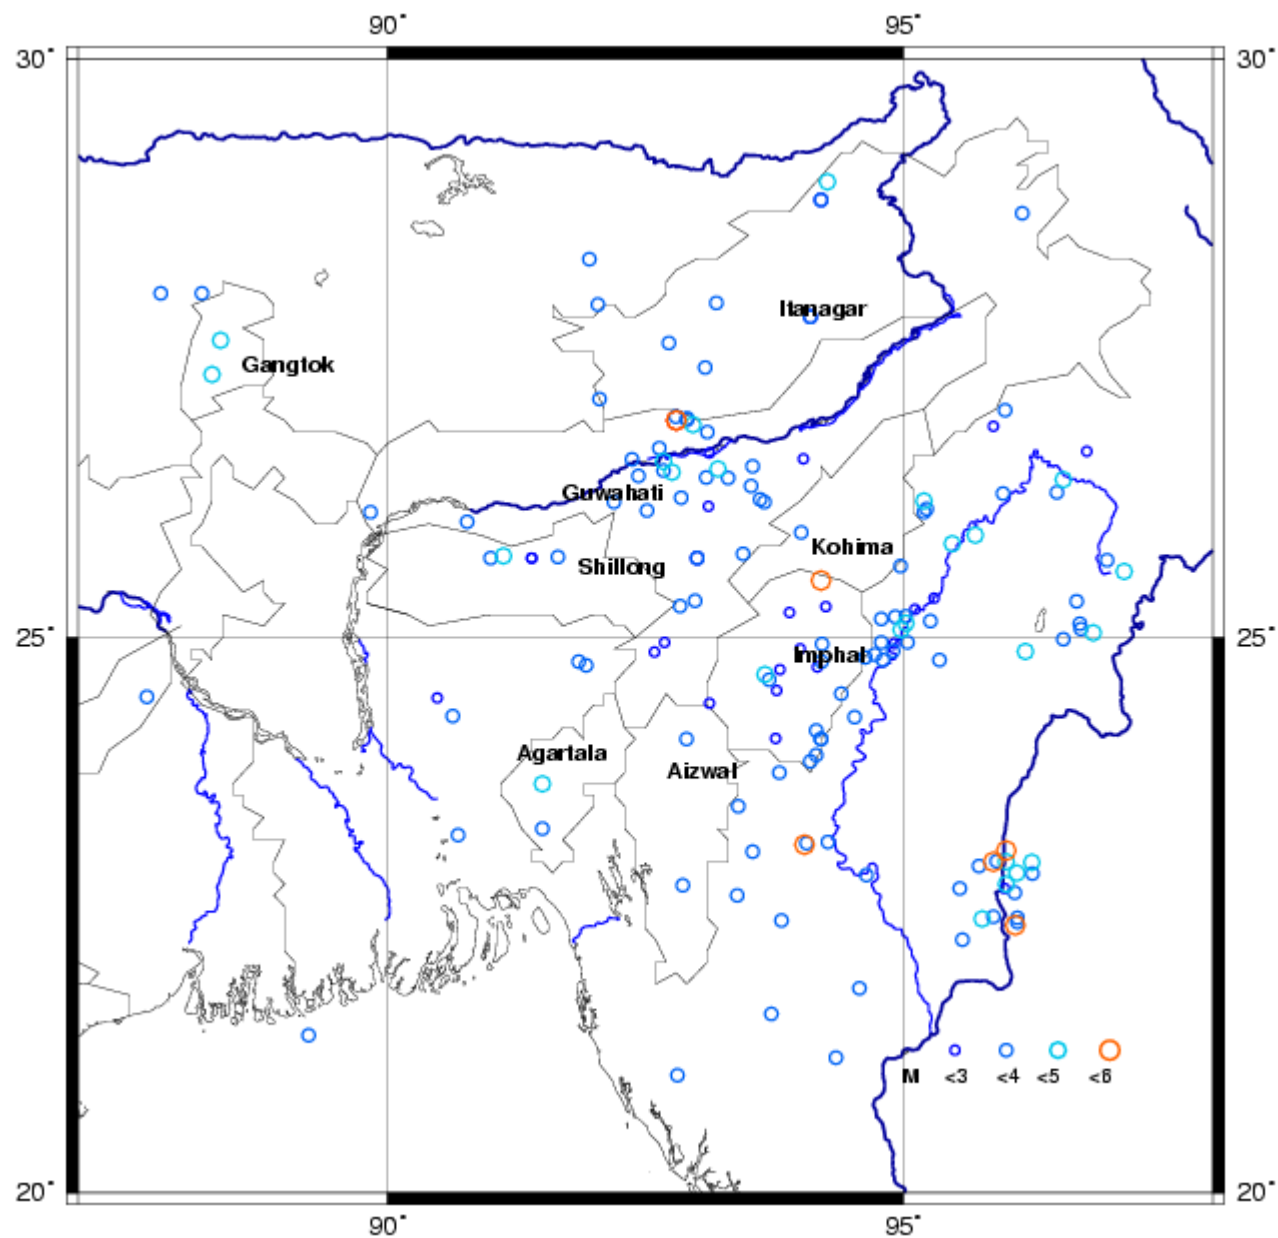 90° 95°
30° 30°
Itanagar
Gangtok
Guwahati
Kohima
Shillong
25° 25°
Imphal
Agartala
Aizwal
M <3 <4 <5 <6
20° 20°
90° 95°